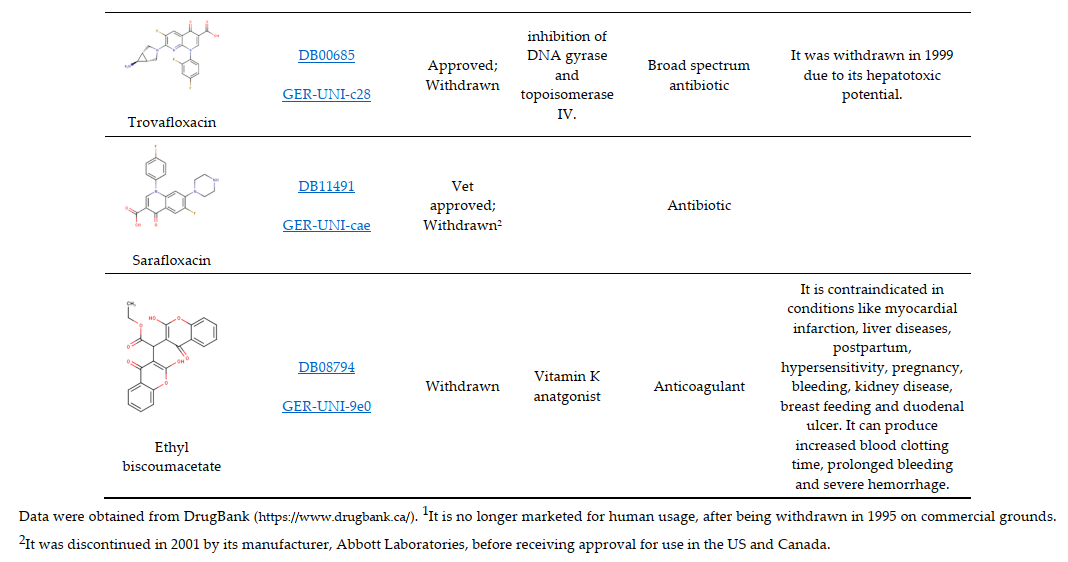 Trovafloxacin
DB00685
GER-UNI-c28
Approved;
Withdrawn
inhibition of
DNA gyrase
and
topoisomerase
IV.
Broad spectrum
antibiotic
It was withdrawn in 1999
due to its hepatotoxic
potential.
Sarafloxacin
DB11491
GER-UNI-cae
Vet
approved;
Withdrawn²
Antibiotic
Ethyl
biscoumacetate
DB08794
GER-UNI-9e0
Withdrawn
Vitamin K
anatgonist
Anticoagulant
It is contraindicated in
conditions like myocardial
infarction, liver diseases,
postpartum,
hypersensitivity, pregnancy,
bleeding, kidney disease,
breast feeding and duodenal
ulcer. It can produce
increased blood clotting
time, prolonged bleeding
and severe hemorrhage.
Data were obtained from DrugBank (https://www.drugbank.ca/). ¹It is no longer marketed for human usage, after being withdrawn in 1995 on commercial grounds.
²It was discontinued in 2001 by its manufacturer, Abbott Laboratories, before receiving approval for use in the US and Canada.